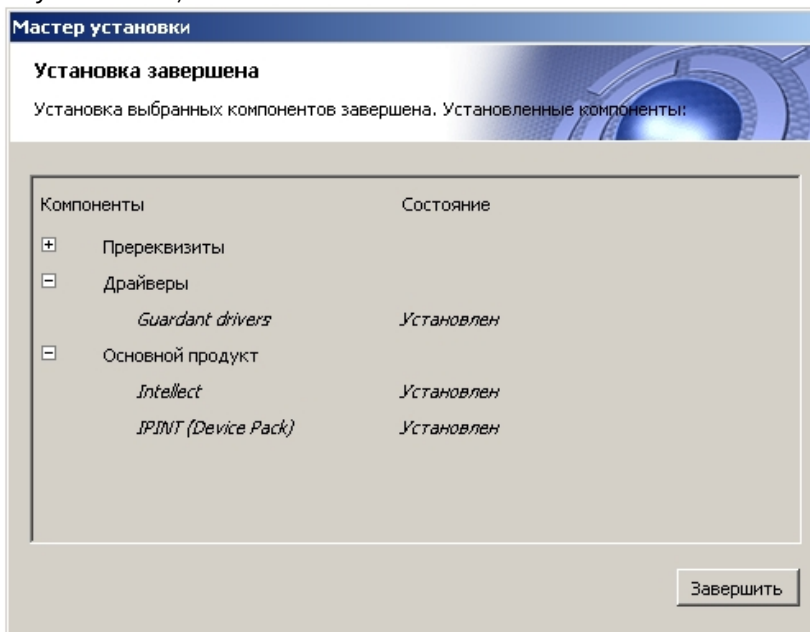 Мастер установки
Установка завершена
Установка выбранных компонентов завершена. Установленные компоненты:
Компоненты Состояние
Пререквизиты
Драйверы
Guardant drivers Установлен
Основной продукт
Intellect Установлен
IPINT (Device Pack) Установлен
Завершить